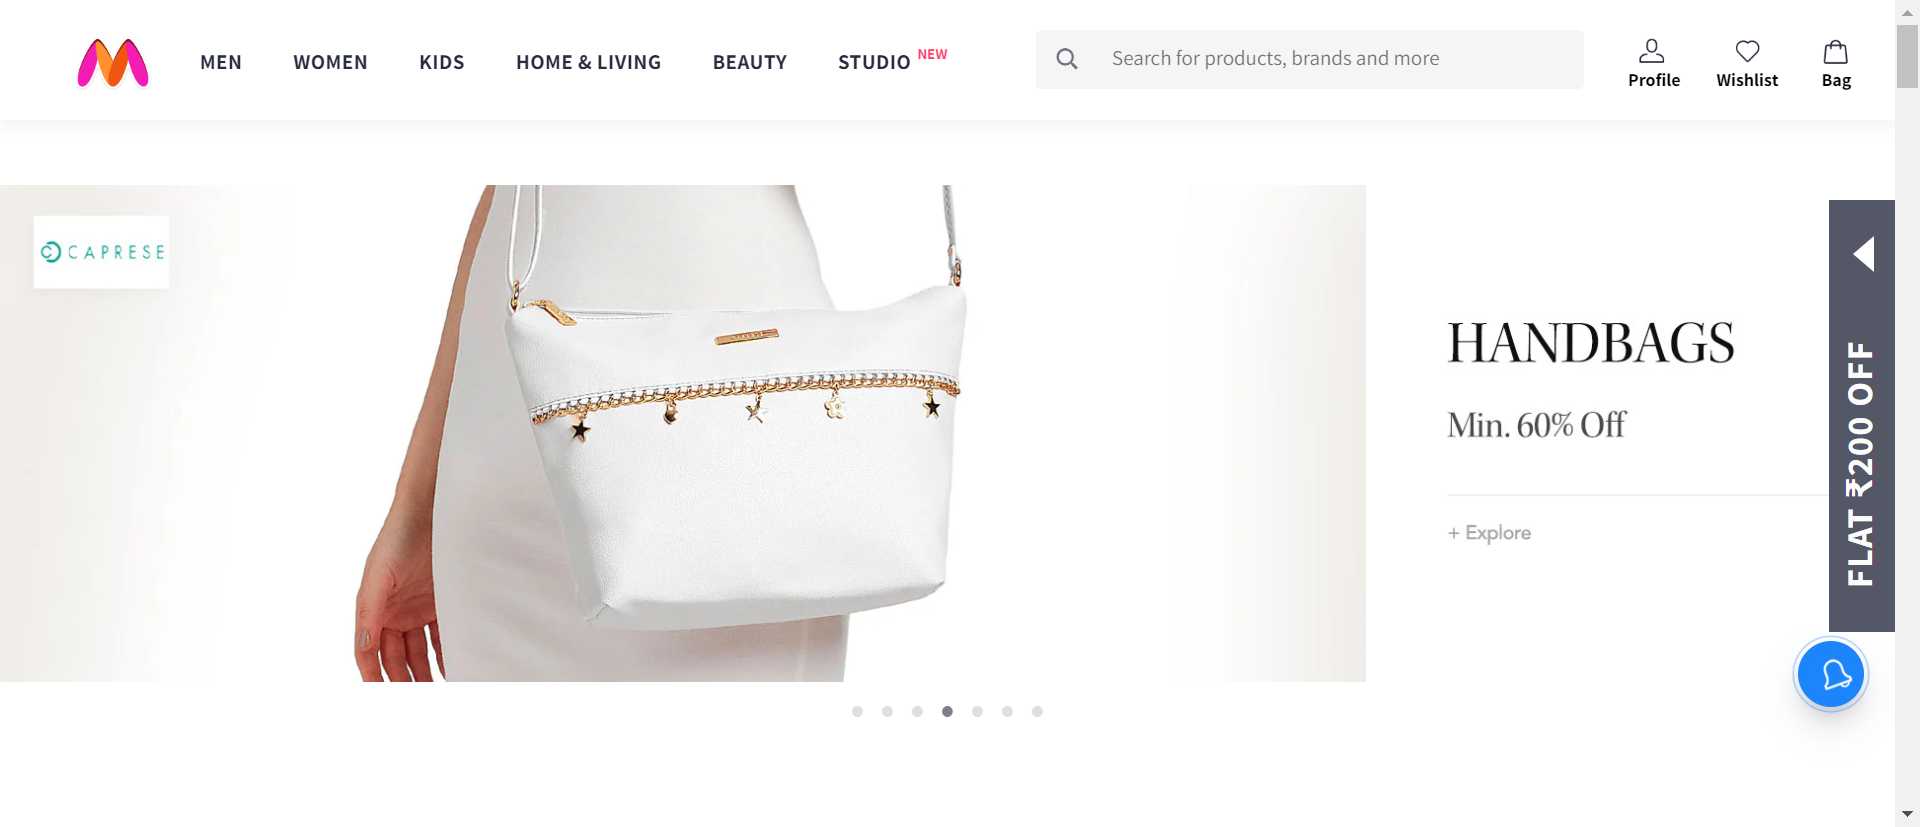 MEN WOMEN KIDS HOME & LIVING BEAUTY STUDIO NEW
Search for products, brands and more
Profile Wishlist Bag
CAPRESE
HANDBAGS
Min. 60% Off
+ Explore
FLAT ₹200 OFF